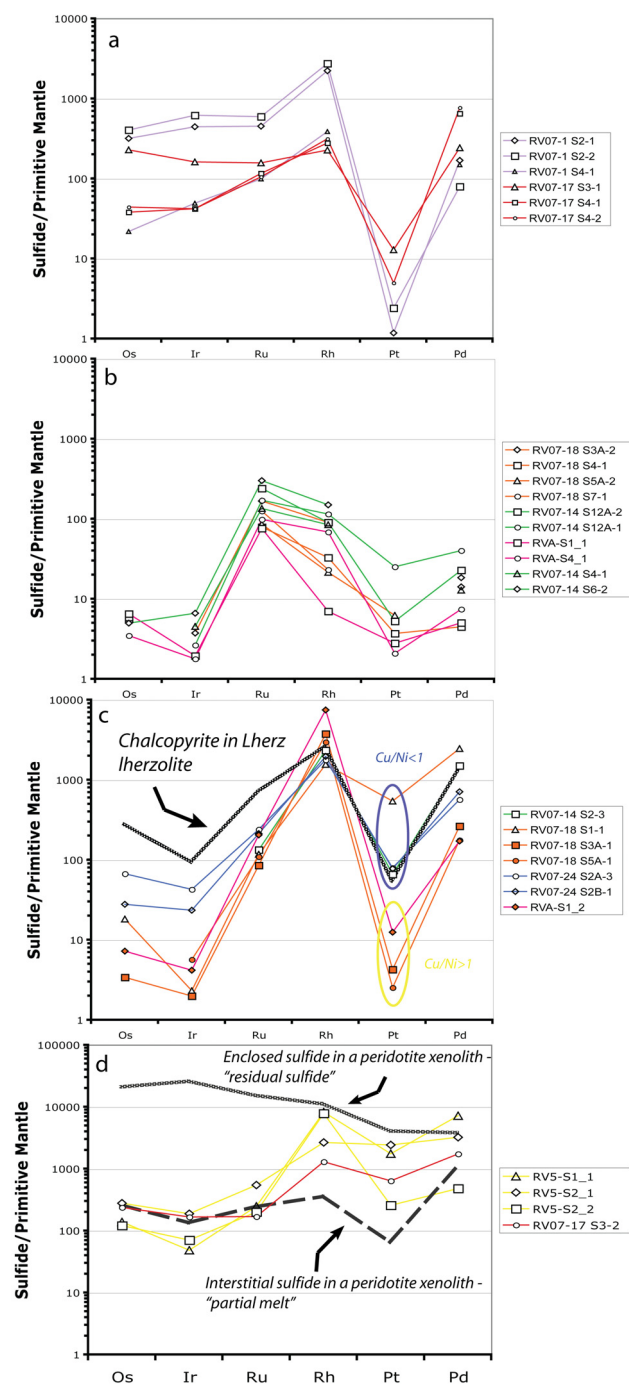 a
10000
1000
100
10
1
Sulfide/Primitive Mantle
Os Ir Ru Rh Pt Pd
RV07-1 S2-1
RV07-1 S2-2
RV07-1 S4-1
RV07-17 S3-1
RV07-17 S4-1
RV07-17 S4-2
b
10000
1000
100
10
1
Sulfide/Primitive Mantle
Os Ir Ru Rh Pt Pd
RV07-18 S3A-2
RV07-18 S4-1
RV07-18 S5A-2
RV07-18 S7-1
RV07-14 S12A-2
RV07-14 S12A-1
RVA-S1_1
RVA-S4_1
RV07-14 S4-1
RV07-14 S6-2
c
10000
1000
100
10
1
Sulfide/Primitive Mantle
Chalcopyrite in Lherz
lherzolite
Cu/Ni<1
Cu/Ni>1
Os Ir Ru Rh Pt Pd
RV07-14 S2-3
RV07-18 S1-1
RV07-18 S3A-1
RV07-18 S5A-1
RV07-24 S2A-3
RV07-24 S2B-1
RVA-S1_2
d
100000
10000
1000
100
10
1
Sulfide/Primitive Mantle
Enclosed sulfide in a peridotite xenolith -
“residual sulfide”
Interstitial sulfide in a peridotite xenolith -
“partial melt”
Os Ir Ru Rh Pt Pd
RV5-S1_1
RV5-S2_1
RV5-S2_2
RV07-17 S3-2